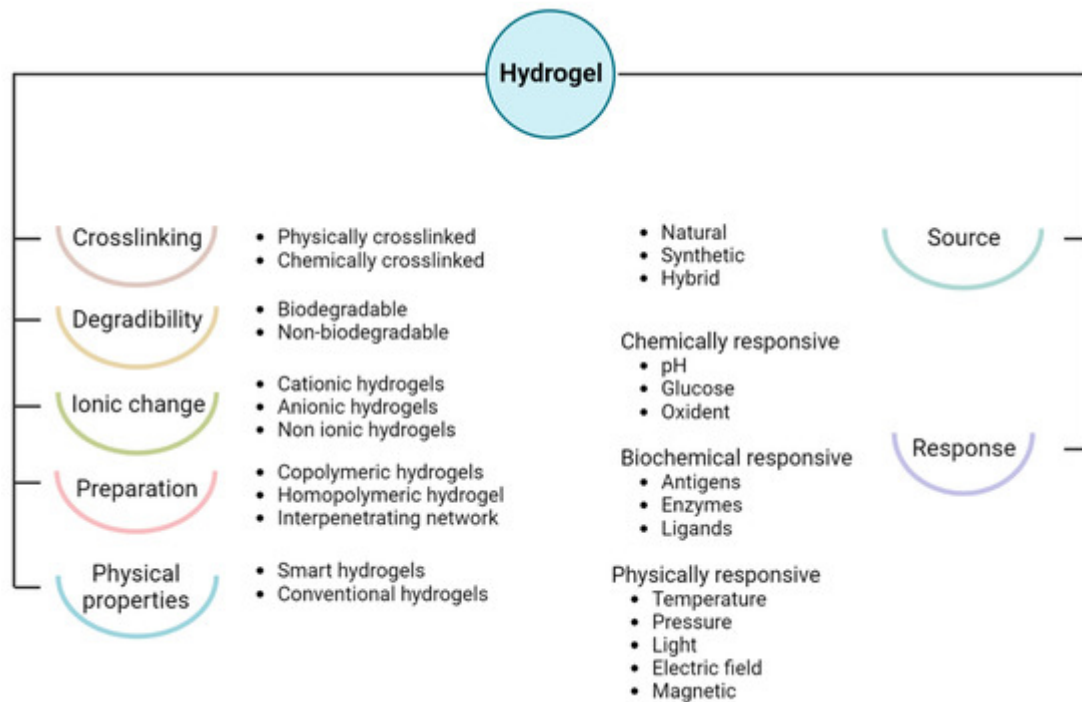 Hydrogel
Crosslinking
• Physically crosslinked
• Chemically crosslinked
Degradibility
• Biodegradable
• Non-biodegradable
Ionic change
• Cationic hydrogels
• Anionic hydrogels
• Non ionic hydrogels
Preparation
• Copolymeric hydrogels
• Homopolymeric hydrogel
• Interpenetrating network
Physical
properties
• Smart hydrogels
• Conventional hydrogels
Source
• Natural
• Synthetic
• Hybrid
Response
Chemically responsive
• pH
• Glucose
• Oxident
Biochemical responsive
• Antigens
• Enzymes
• Ligands
Physically responsive
• Temperature
• Pressure
• Light
• Electric field
• Magnetic